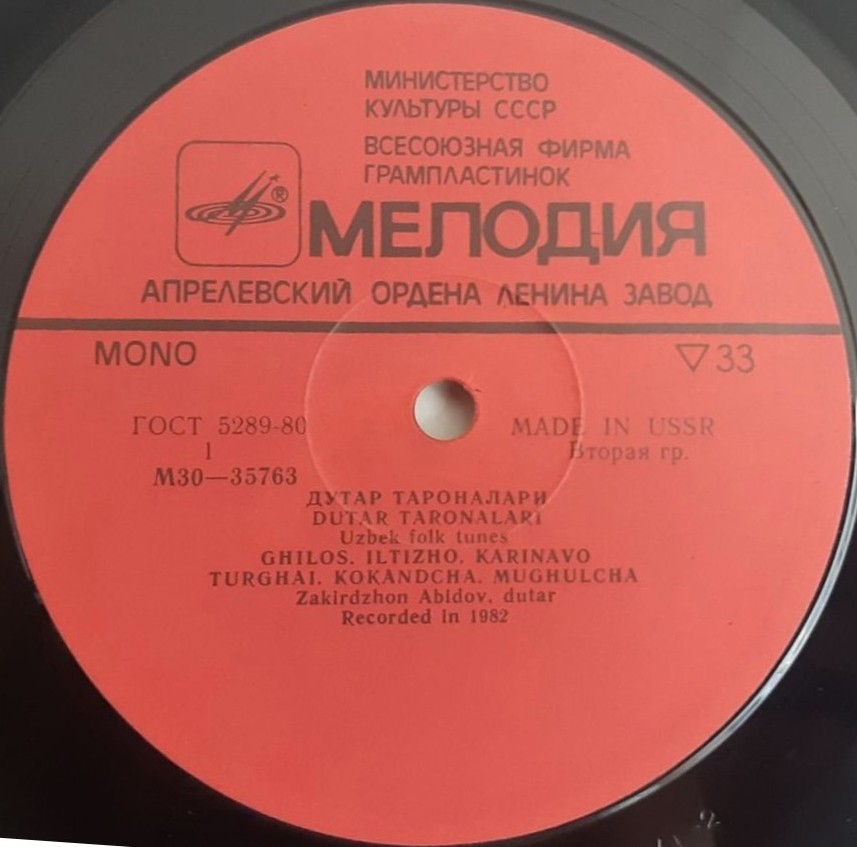 МИНИСТЕРСТВО
КУЛЬТУРЫ СССР
ВСЕСОЮЗНАЯ ФИРМА
ГРАМПЛАСТИНОК
®
МЕЛОДИЯ
АПРЕЛЕВСКИЙ ОРДЕНА ЛЕНИНА ЗАВОД
MONO
▽33
ГОСТ 5289-80
MADE IN USSR
1
Вторая гр.
М30—35763
ДУТАР ТАРОНАЛАРИ
DUTAR TARONALARI
Uzbek folk tunes
GHILOS. ILTIZHO. KARINAVO
TURGHAI. KOKANDCHA. MUGHULCHA
Zakirdzhon Abidov, dutar
Recorded in 1982